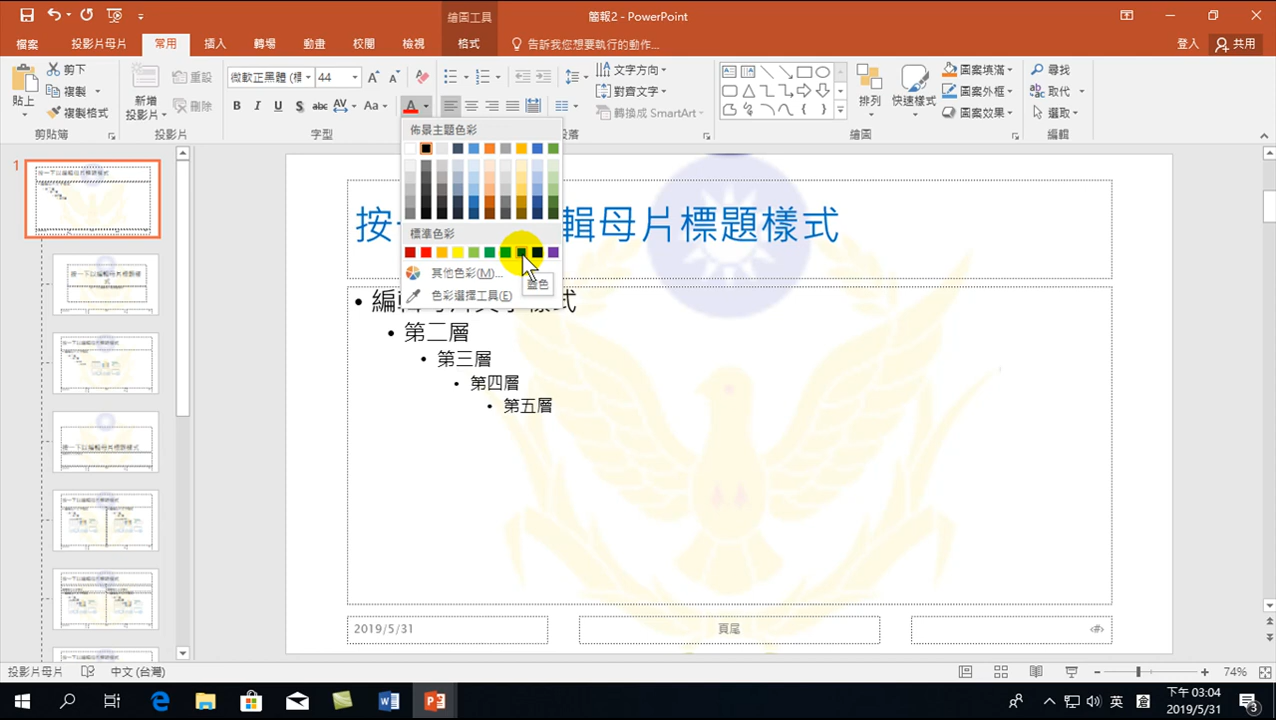 繪圖工具
簡報2 - PowerPoint
檔案
投影片母片
常用
插入
轉場
動畫
校閱
檢視
格式
告訴我您想要執行的動作...
登入
共用
剪下
複製
複製格式
貼上
剪貼簿
新增
投影片
重設
刪除
投影片
微軟正黑體 (標
44
B I U S abc AV Aa A
字型
文字方向
對齊文字
轉換成 SmartArt
段落
排列
快速樣式
圖案填滿
圖案外框
圖案效果
繪圖
尋找
取代
選取
編輯
佈景主題色彩
標準色彩
其他色彩(M)...
色彩選擇工具(E)
藍色
1
按一
輯母片標題樣式
• 第二層
• 第三層
• 第四層
• 第五層
2019/5/31
頁尾
‹#›
投影片母片
中文 (台灣)
74%
英
下午 03:04
2019/5/31
3